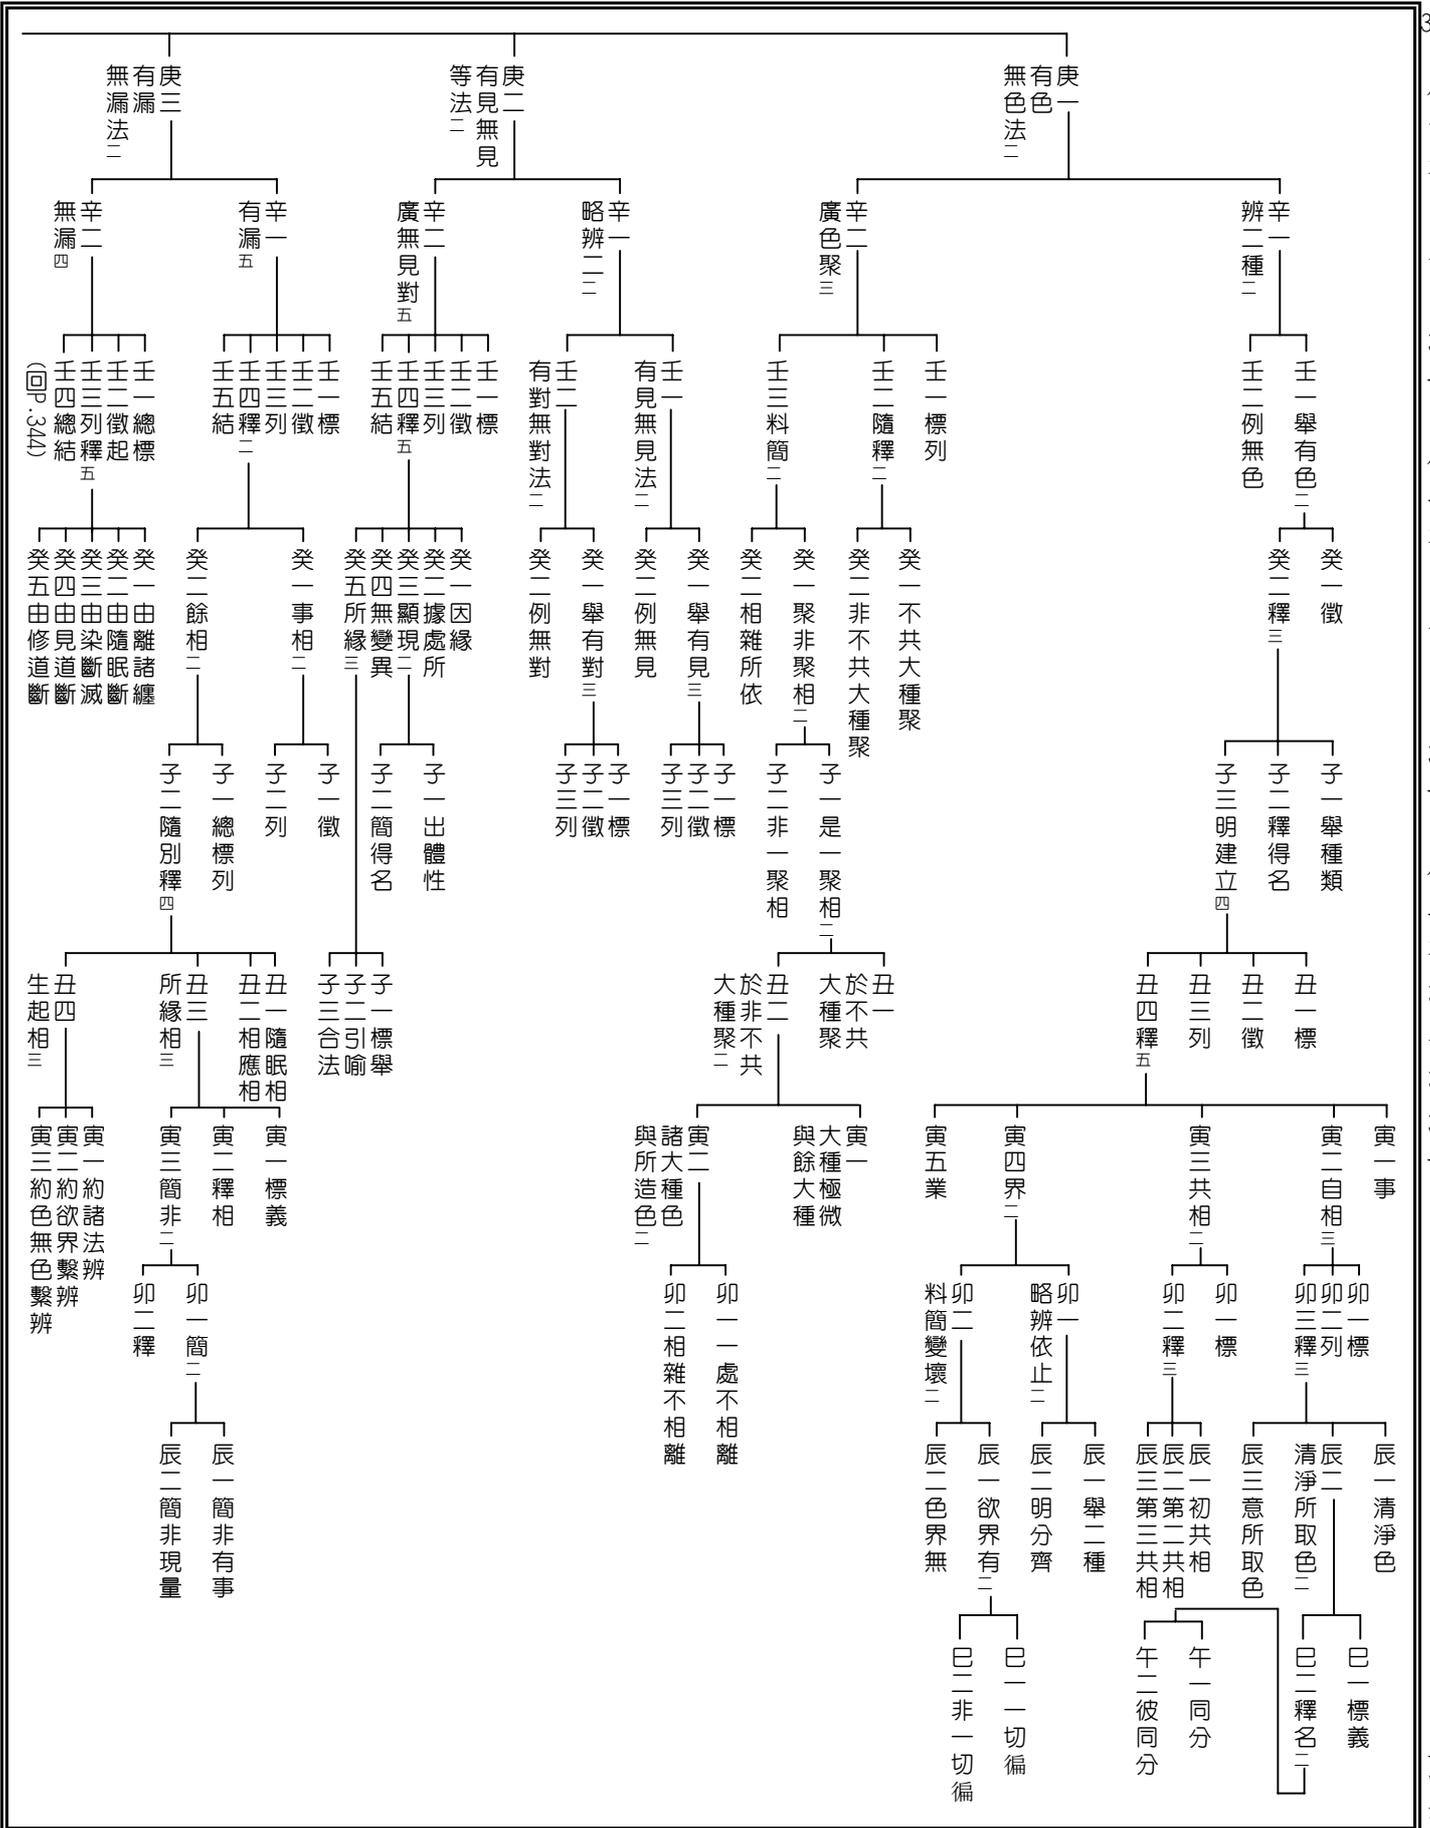 庚一
有色
無色法二
辛一
辨二種二
壬一舉有色二
癸一徵
癸二釋三
子一舉種類
子二釋得名
子三明建立四
丑一標
丑二徵
丑三列
丑四釋五
寅一事
寅二自相三
卯一標
卯二列
卯三釋三
辰一清淨色
辰二
清淨所取色二
巳一標義
巳二釋名二
午一同分
午二彼同分
辰三意所取色
寅三共相二
卯一標
卯二釋三
辰一初共相
辰二第二共相
辰三第三共相
寅四界二
卯一
略辨依止二
辰一舉二種
辰二明分齊
卯二
料簡變壞二
辰一欲界有二
巳一一切徧
巳二非一切徧
辰二色界無
寅五業
壬二例無色
辛二
廣色聚三
壬一標列
壬二隨釋二
癸一不共大種聚
癸二非不共大種聚
壬三料簡二
癸一聚非聚相二
子一是一聚相二
丑一
於不共
大種聚
丑二
於非不共
大種聚二
寅一
大種極微
與餘大種
寅二
諸大種色
與所造色二
卯一一處不相離
卯二相雜不相離
子二非一聚相
癸二相雜所依
庚二
有見無見
等法二
辛一
略辨二二
壬一
有見無見法二
癸一舉有見三
子一標
子二徵
子三列
癸二例無見
壬二
有對無對法二
癸一舉有對三
子一標
子二徵
子三列
癸二例無對
辛二
廣無見對五
壬一標
壬二徵
壬三列
壬四釋五
癸一因緣
癸二據處所
癸三顯現二
子一出體性
子二簡得名
癸四無變異
癸五所緣三
子一標舉
子二引喻
子三合法
壬五結
庚三
有漏
無漏法二
辛一
有漏五
壬一標
壬二徵
壬三列
壬四釋二
癸一事相二
子一徵
子二列
癸二餘相二
子一總標列
子二隨別釋四
丑一隨眠相
丑二相應相
丑三
所緣相三
寅一標義
寅二釋相
寅三簡非二
卯一簡二
辰一簡非有事
辰二簡非現量
卯二釋
丑四
生起相三
寅一約諸法辨
寅二約欲界繫辨
寅三約色無色繫辨
壬五結
辛二
無漏四
壬一總標
壬二徵起
壬三列釋五
癸一由離諸纏
癸二由隨眠斷
癸三由染斷滅
癸四由見道斷
癸五由修道斷
壬四總結
(回P.344)